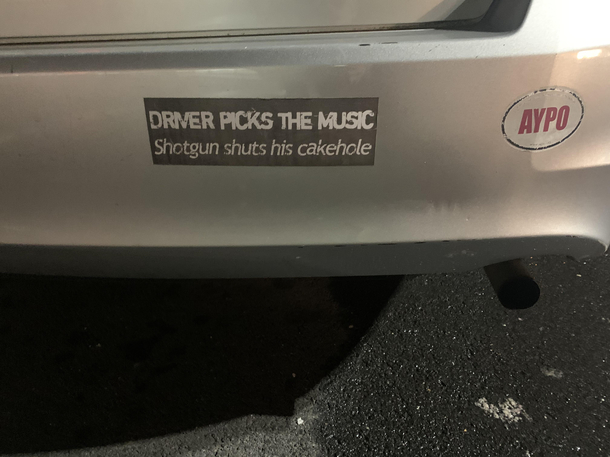 DRIVER PICKS THE MUSIC
Shotgun shuts his cakehole
AYPO